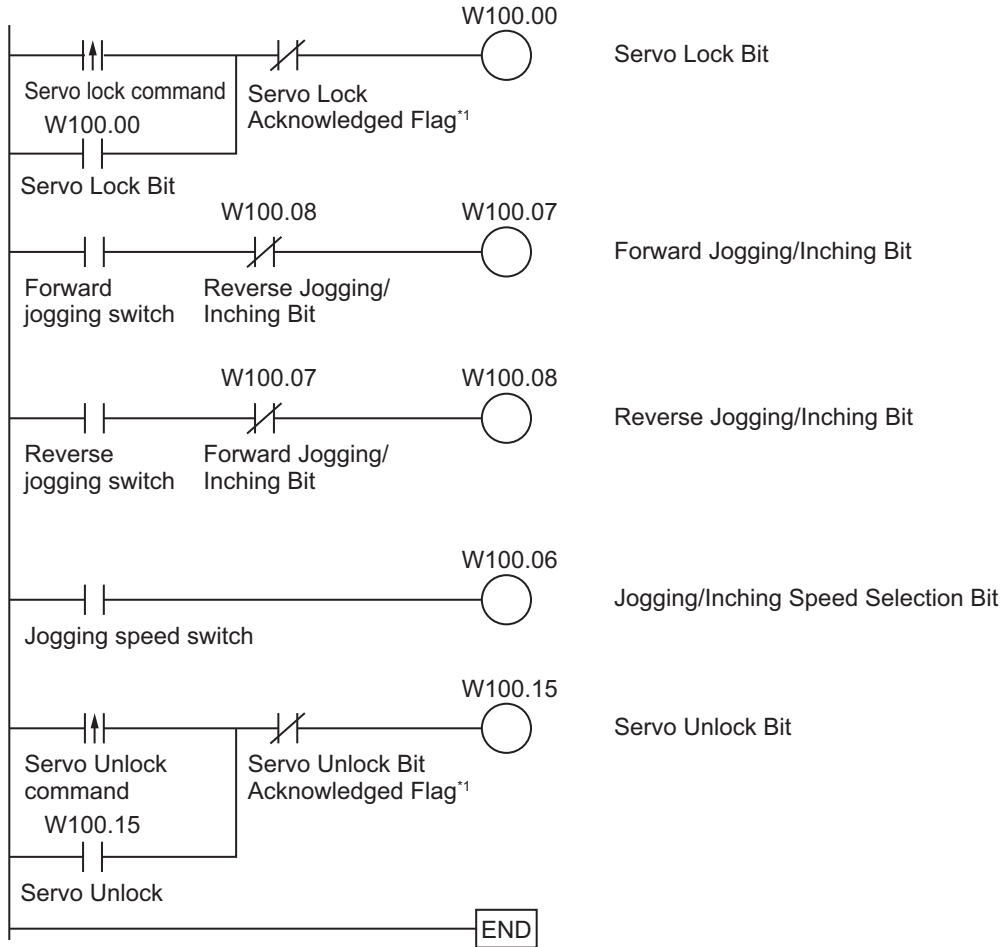 W100.00
Servo Lock Bit
Servo lock command
Servo Lock
Acknowledged Flag*1
W100.00
Servo Lock Bit
W100.08
W100.07
Forward Jogging/Inching Bit
Forward
jogging switch
Reverse Jogging/
Inching Bit
W100.07
W100.08
Reverse Jogging/Inching Bit
Reverse
jogging switch
Forward Jogging/
Inching Bit
W100.06
Jogging/Inching Speed Selection Bit
Jogging speed switch
W100.15
Servo Unlock Bit
Servo Unlock
command
Servo Unlock Bit
Acknowledged Flag*1
W100.15
Servo Unlock
END